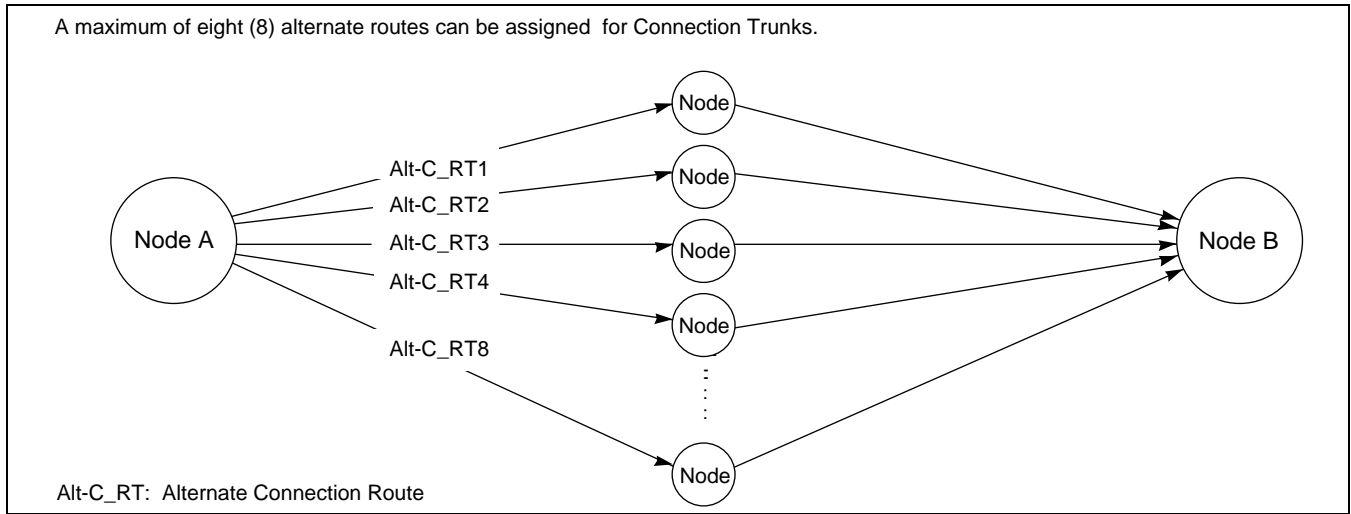 A maximum of eight (8) alternate routes can be assigned for Connection Trunks.
Node
Alt-C_RT1
Node
Alt-C_RT2
Node A
Alt-C_RT3
Node
Node B
Alt-C_RT4
Node
Alt-C_RT8
Node
Alt-C_RT: Alternate Connection Route